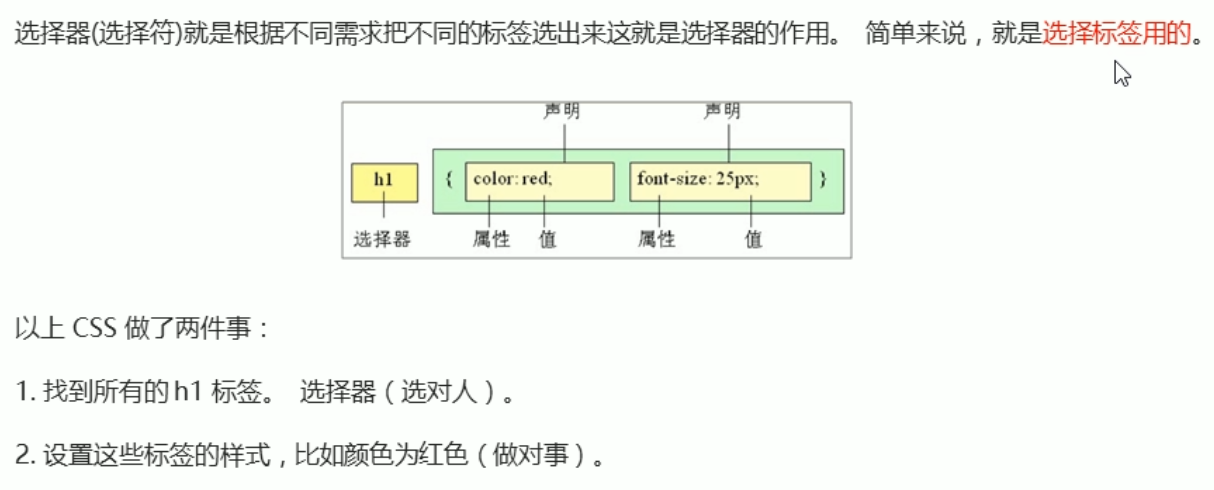 选择器(选择符)就是根据不同需求把不同的标签选出来这就是选择器的作用。 简单来说，就是选择标签用的。
声明 声明
h1 { color: red; font-size: 25px; }
选择器 属性 值 属性 值
以上 CSS 做了两件事：
1. 找到所有的 h1 标签。 选择器（选对人）。
2. 设置这些标签的样式，比如颜色为红色（做对事）。